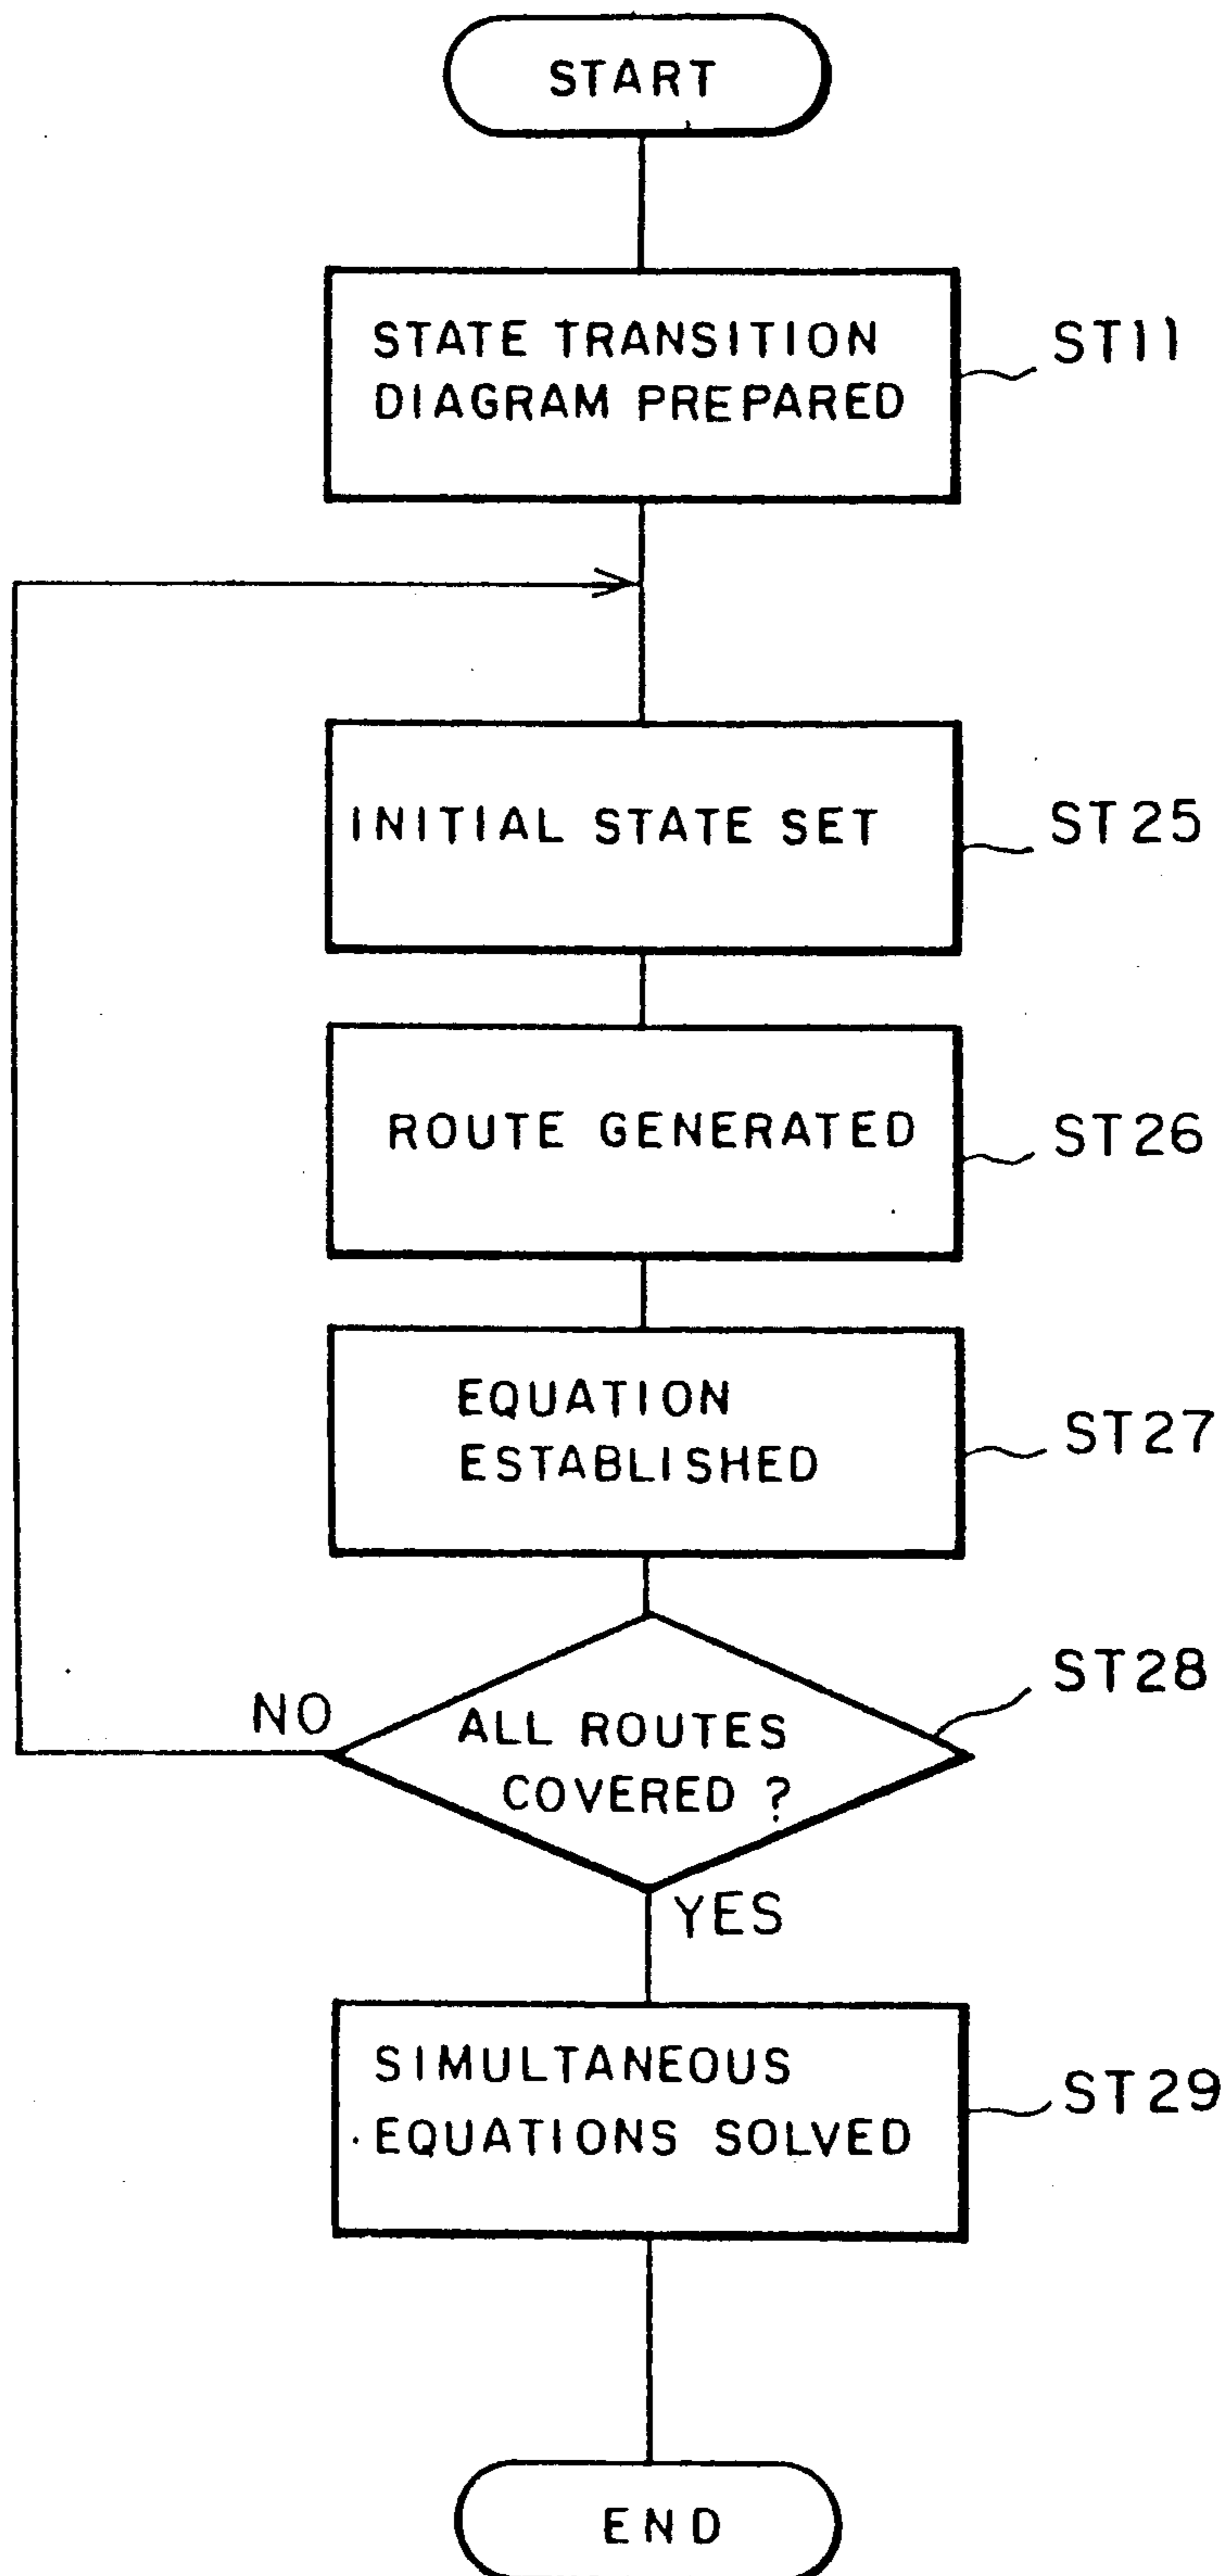 START
STATE TRANSITION
DIAGRAM PREPARED
ST11
INITIAL STATE SET
ST25
ROUTE GENERATED
ST26
EQUATION
ESTABLISHED
ST27
ALL ROUTES
COVERED ?
ST28
NO
YES
SIMULTANEOUS
EQUATIONS SOLVED
ST29
END